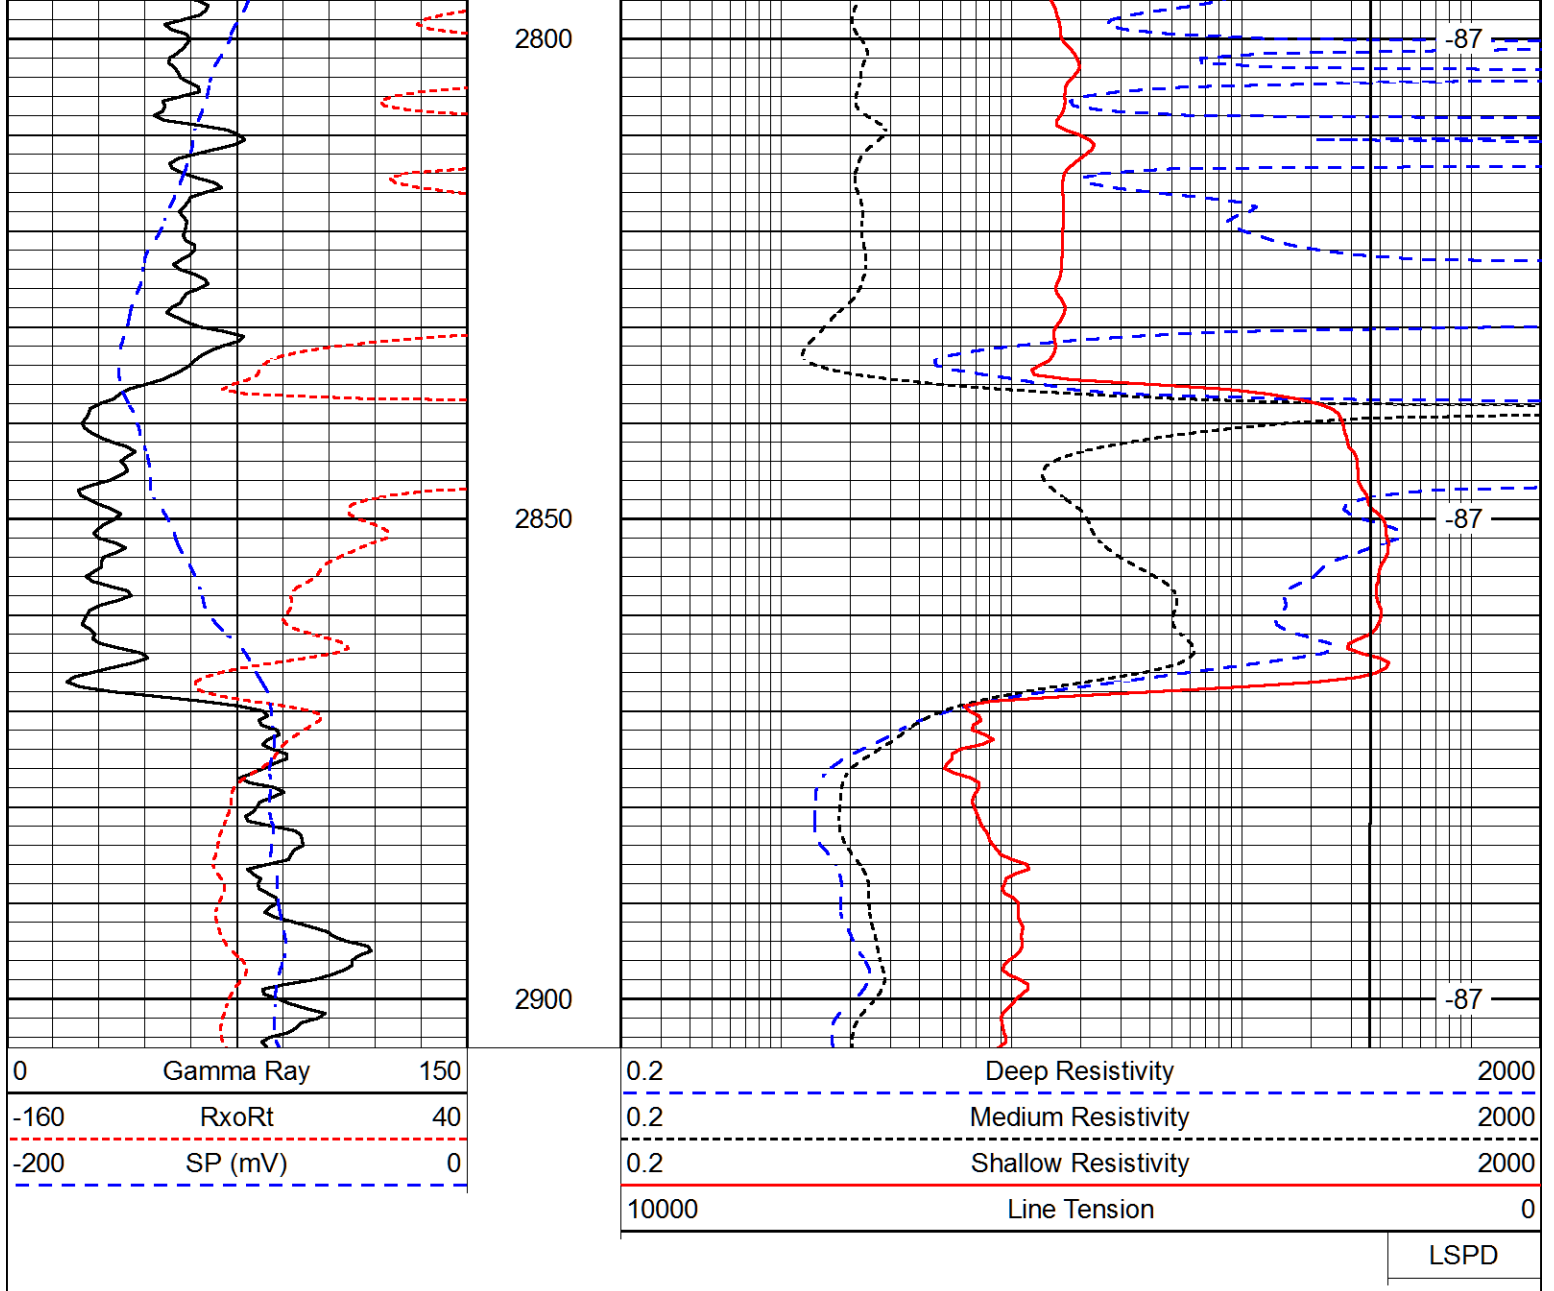 2800 -87
2850 -87
2900 -87
0 Gamma Ray 150
-160 RxoRt 40
-200 SP (mV) 0
0.2 Deep Resistivity 2000
0.2 Medium Resistivity 2000
0.2 Shallow Resistivity 2000
10000 Line Tension 0
LSPD